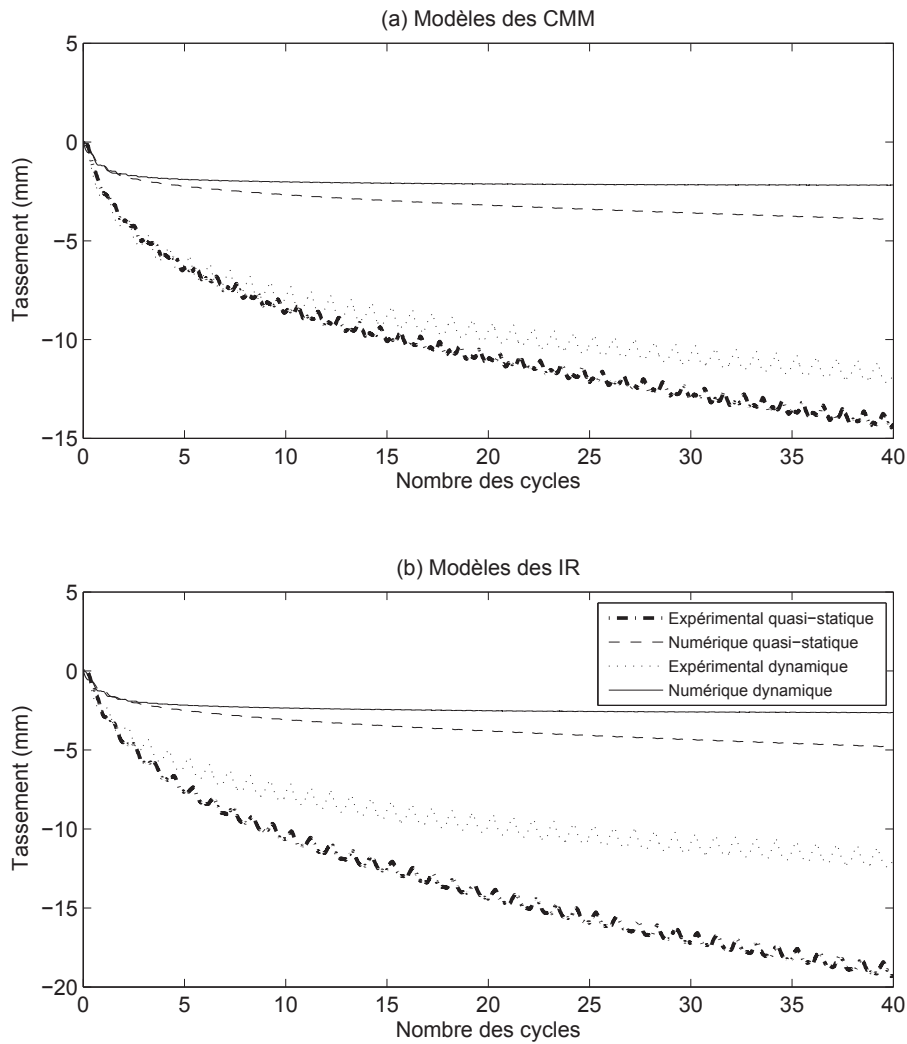 (a) Modèles des CMM
5
0
−5
−10
−15
Tassement (mm)
0 5 10 15 20 25 30 35 40
Nombre des cycles
(b) Modèles des IR
5
0
−5
−10
−15
−20
Tassement (mm)
Expérimental quasi−statique
Numérique quasi−statique
Expérimental dynamique
Numérique dynamique
0 5 10 15 20 25 30 35 40
Nombre des cycles